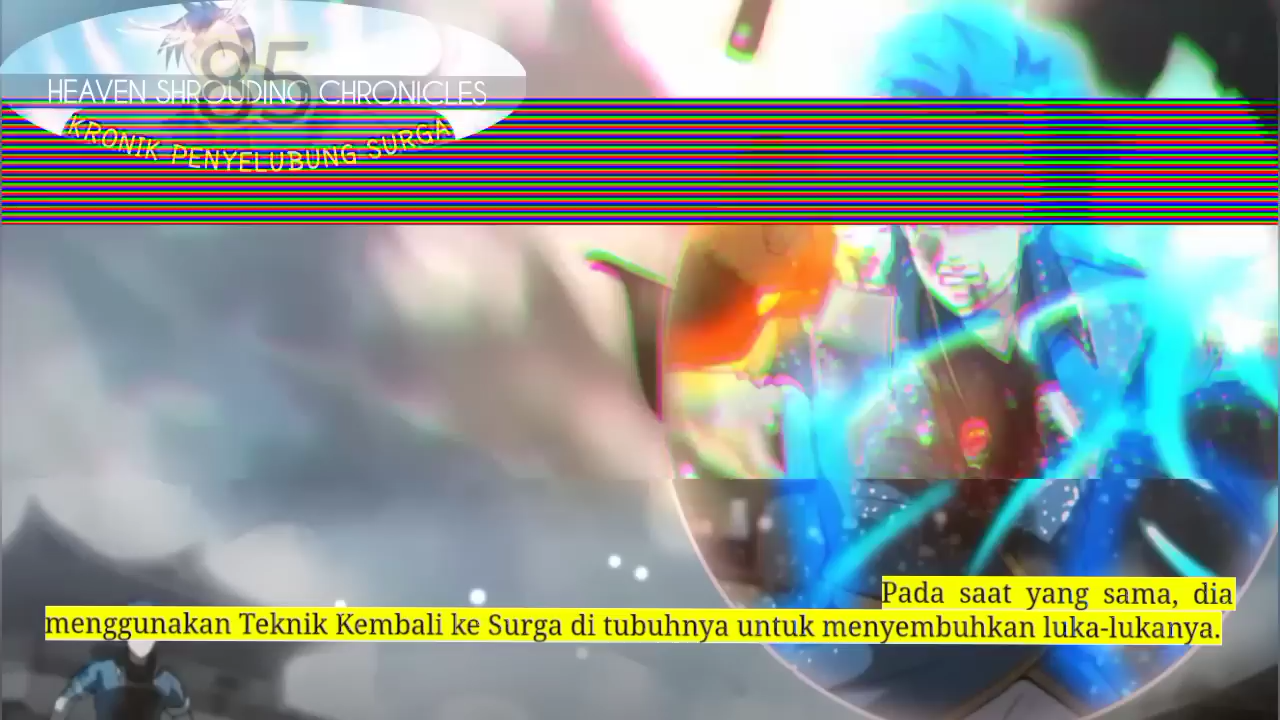 85
HEAVEN SHROUDING CHRONICLES
KRONIK PENYELUBUNG SURGA
Pada saat yang sama, dia
menggunakan Teknik Kembali ke Surga di tubuhnya untuk menyembuhkan luka-lukanya.